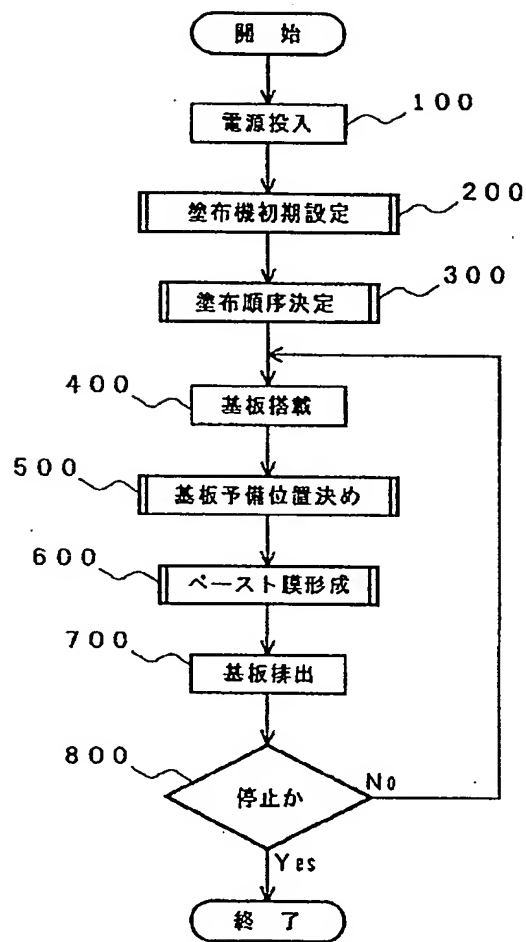 開 始
電源投入
100
塗布機初期設定
200
塗布順序決定
300
400
基板搭載
500
基板予備位置決め
600
ペースト膜形成
700
基板排出
800
停止か
No
Yes
終 了